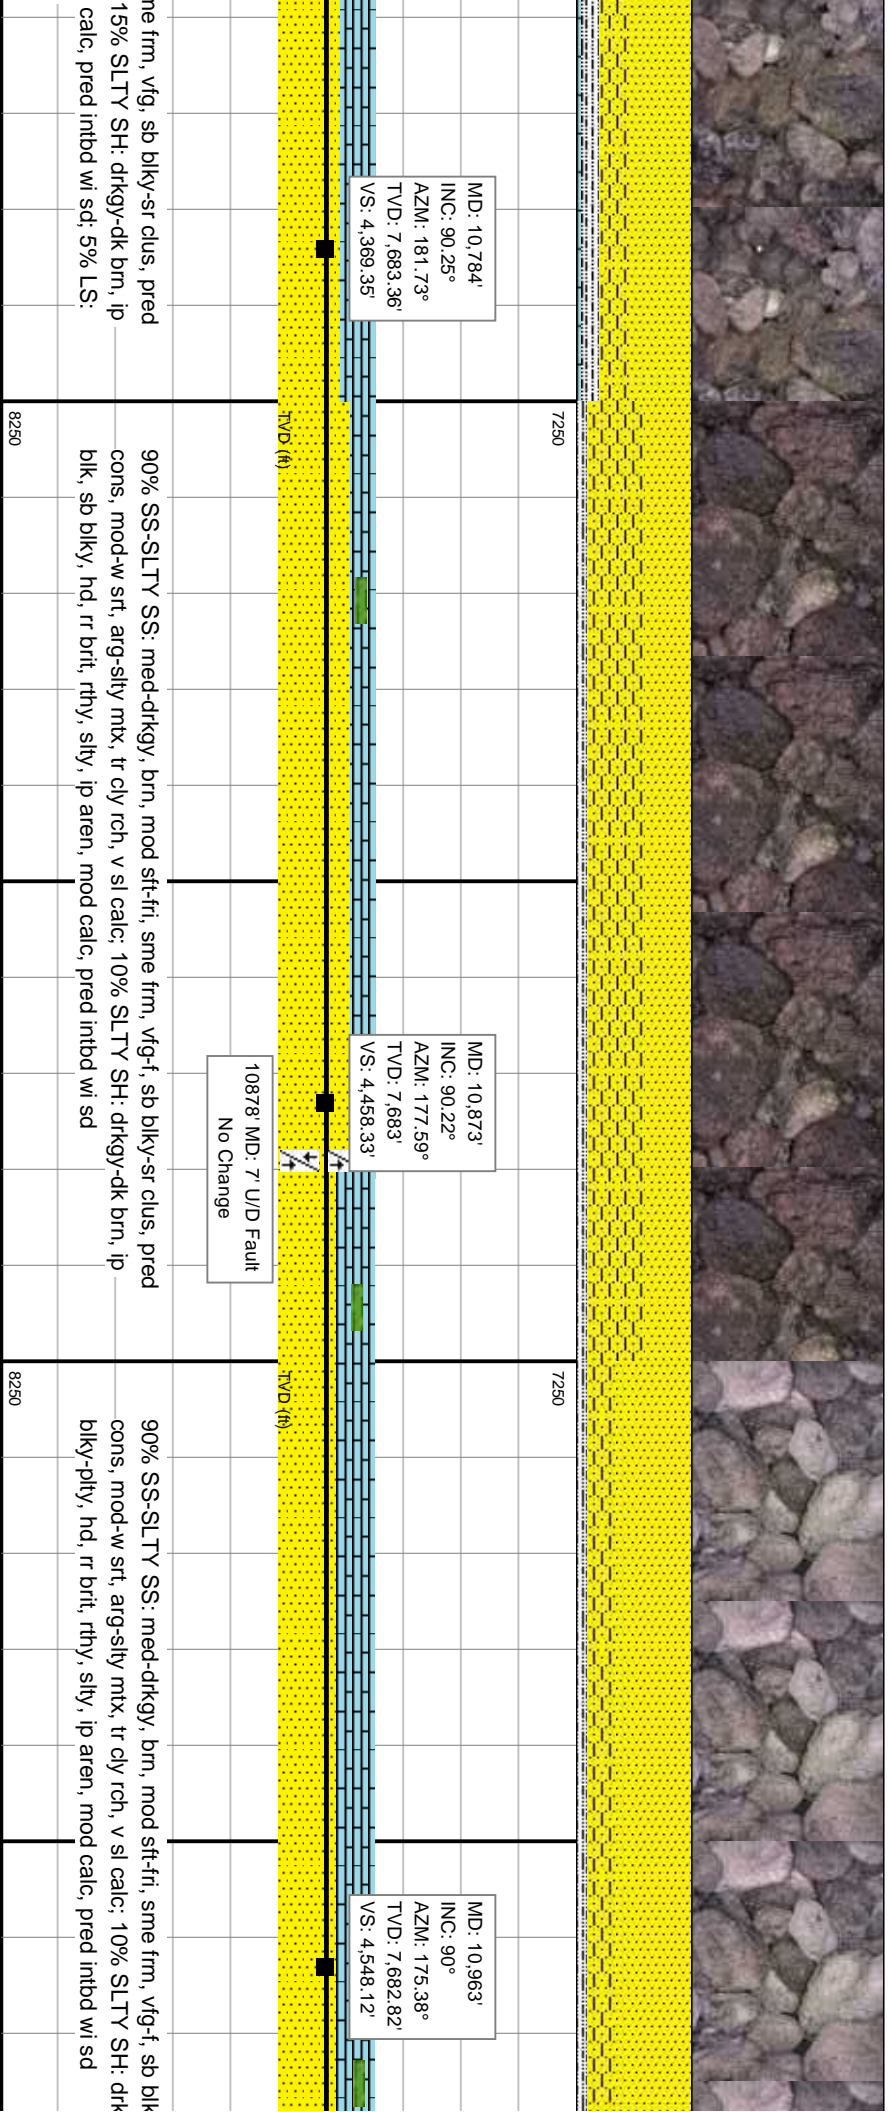 me frm, vfg, sb blky-sr clus, pred
15% SLTY SH: drkgy-dk brn, ip
calc, pred intbd wi sd; 5% LS:
MD: 10,784'
INC: 90.25°
AZM: 181.73°
TVD: 7,683.36'
VS: 4,369.35'
7250
TVD (ft)
8250
90% SS-SLTY SS: med-drkgy, brn, mod sft-fri, sme frm, vfg-f, sb blky-sr clus, pred
cons, mod-w srt, arg-slty mtx, tr cly rch, v sl calc; 10% SLTY SH: drkgy-dk brn, ip
blk, sb blky, hd, rr brit, rthy, slty, ip aren, mod calc, pred intbd wi sd
MD: 10,873'
INC: 90.22°
AZM: 177.59°
TVD: 7,683'
VS: 4,458.33'
10878' MD: 7' U/D Fault
No Change
7250
TVD (ft)
8250
90% SS-SLTY SS: med-drkgy, brn, mod sft-fri, sme frm, vfg-f, sb blk
cons, mod-w srt, arg-slty mtx, tr cly rch, v sl calc; 10% SLTY SH: drk
blky-plty, hd, rr brit, rthy, slty, ip aren, mod calc, pred intbd wi sd
MD: 10,963'
INC: 90°
AZM: 175.38°
TVD: 7,682.82'
VS: 4,548.12'